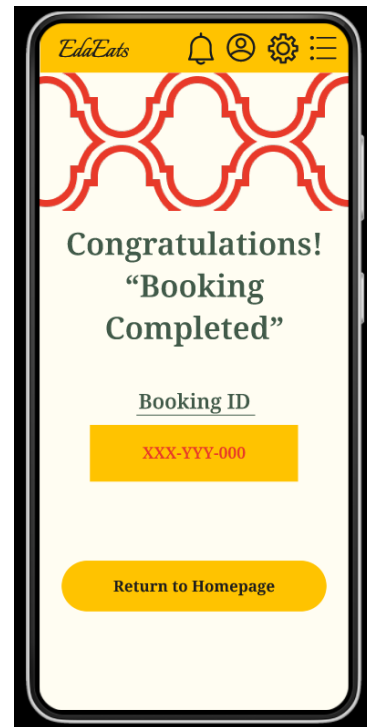 EdaEats
Congratulations!
“Booking
Completed”
Booking ID
XXX-YYY-000
Return to Homepage